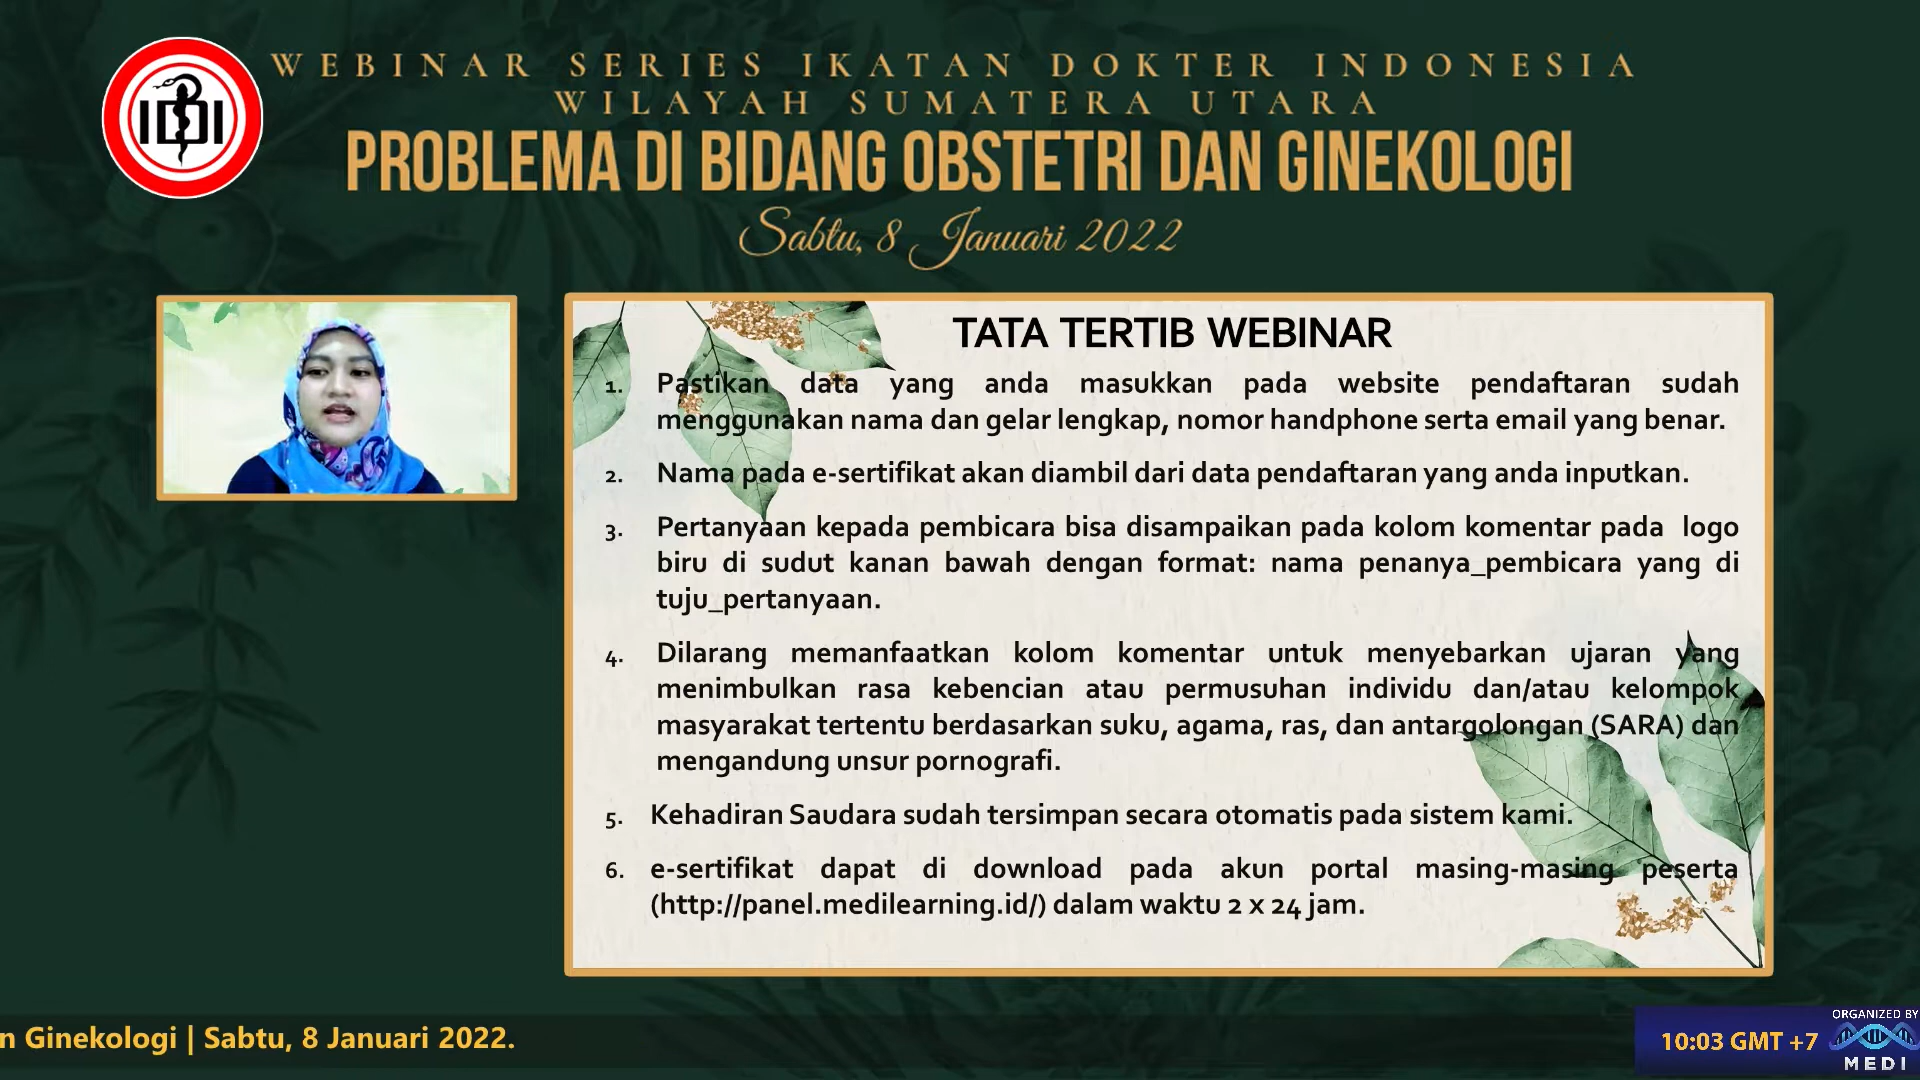 WEBINAR SERIES IKATAN DOKTER INDONESIA
WILAYAH SUMATERA UTARA
PROBLEMA DI BIDANG OBSTETRI DAN GINEKOLOGI
Sabtu, 8 Januari 2022
IDI
TATA TERTIB WEBINAR
1. Pastikan data yang anda masukkan pada website pendaftaran sudah
menggunakan nama dan gelar lengkap, nomor handphone serta email yang benar.
2. Nama pada e-sertifikat akan diambil dari data pendaftaran yang anda inputkan.
3. Pertanyaan kepada pembicara bisa disampaikan pada kolom komentar pada logo
biru di sudut kanan bawah dengan format: nama penanya_pembicara yang di
tuju_pertanyaan.
4. Dilarang memanfaatkan kolom komentar untuk menyebarkan ujaran yang
menimbulkan rasa kebencian atau permusuhan individu dan/atau kelompok
masyarakat tertentu berdasarkan suku, agama, ras, dan antargolongan (SARA) dan
mengandung unsur pornografi.
5. Kehadiran Saudara sudah tersimpan secara otomatis pada sistem kami.
6. e-sertifikat dapat di download pada akun portal masing-masing peserta
(http://panel.medilearning.id/) dalam waktu 2 x 24 jam.
n Ginekologi | Sabtu, 8 Januari 2022.
10:03 GMT +7
ORGANIZED BY
MEDI